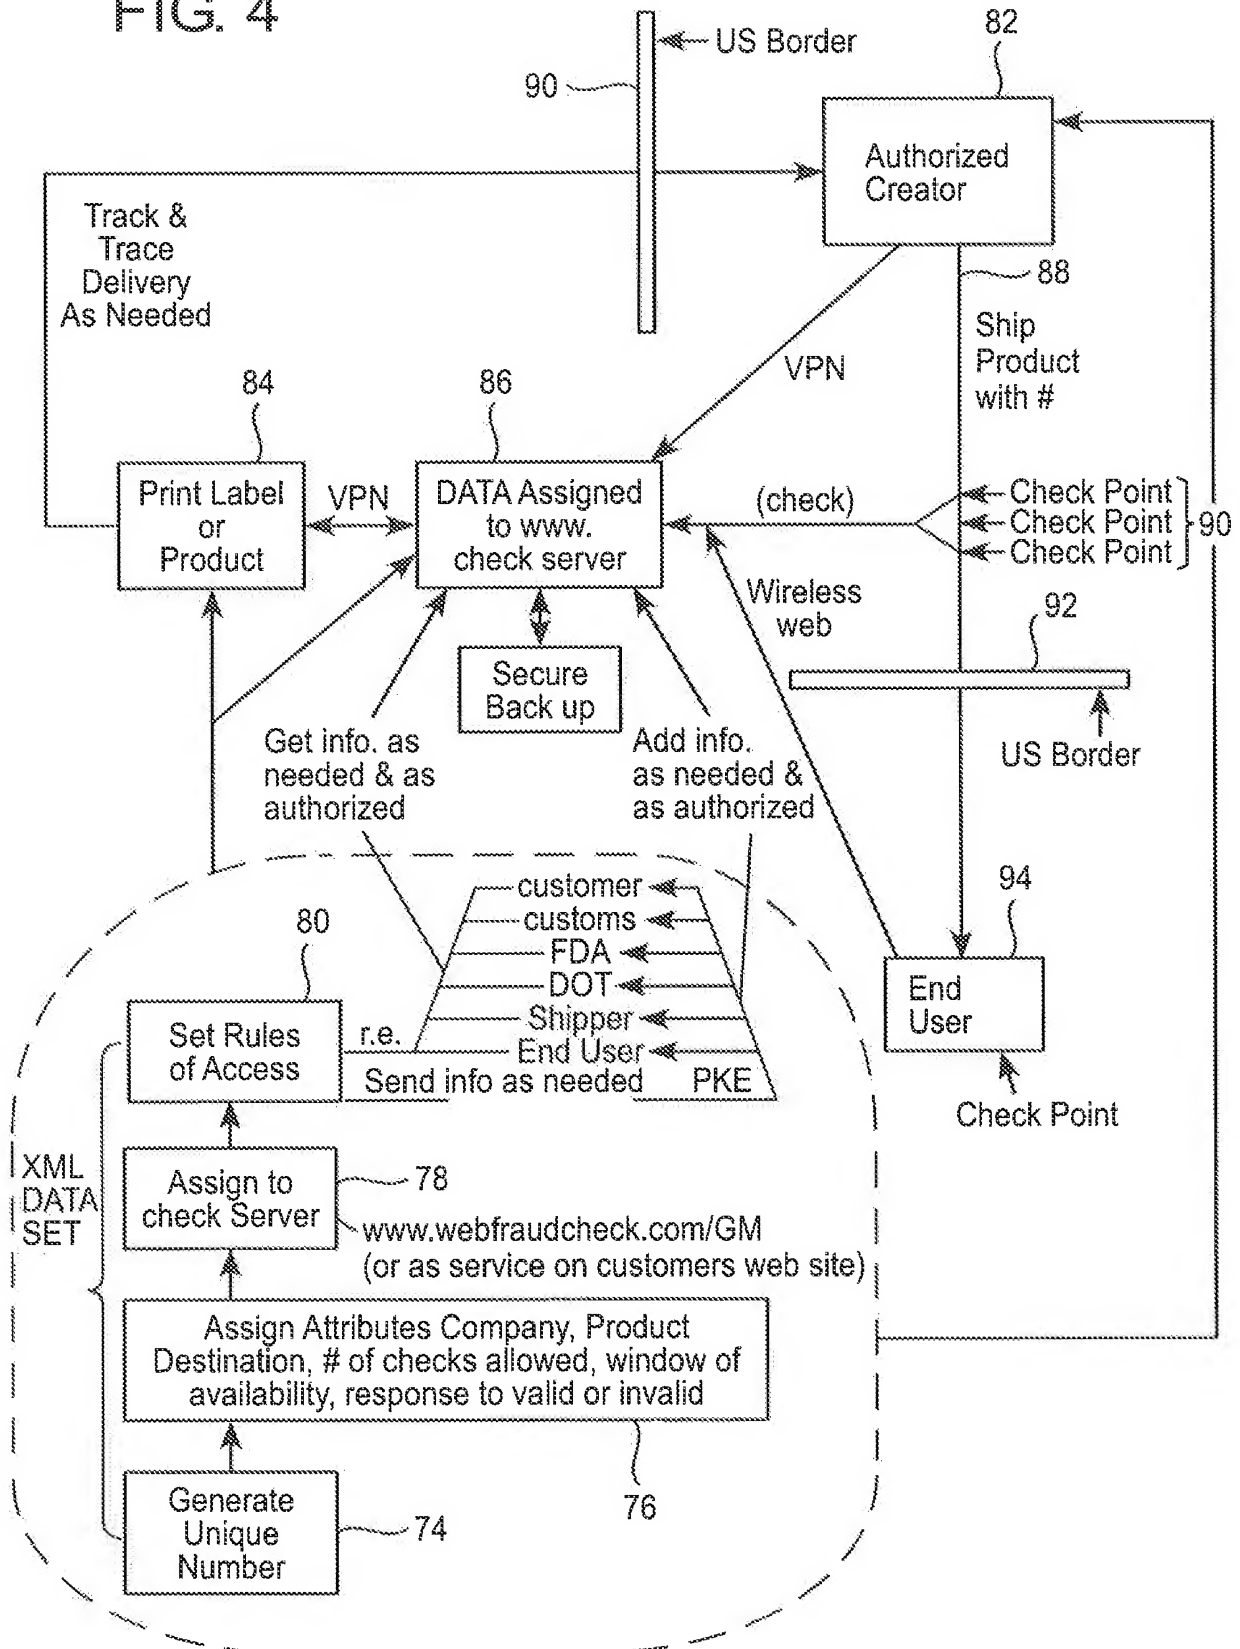 FIG. 4
US Border
82
90
Authorized
Creator
Track &
Trace
Delivery
As Needed
88
Ship
Product
with #
VPN
84
86
Print Label
or
Product
VPN
DATA Assigned
to www.
check server
(check)
Check Point
Check Point
Check Point
90
Wireless
web
92
Secure
Back up
US Border
Get info. as
needed & as
authorized
Add info.
as needed &
as authorized
94
End
User
Check Point
80
customer
customs
FDA
DOT
Shipper
End User
Set Rules
of Access
r.e.
Send info as needed
PKE
XML
DATA
SET
Assign to
check Server
78
www.webfraudcheck.com/GM
(or as service on customers web site)
Assign Attributes Company, Product
Destination, # of checks allowed, window of
availability, response to valid or invalid
76
Generate
Unique
Number
74